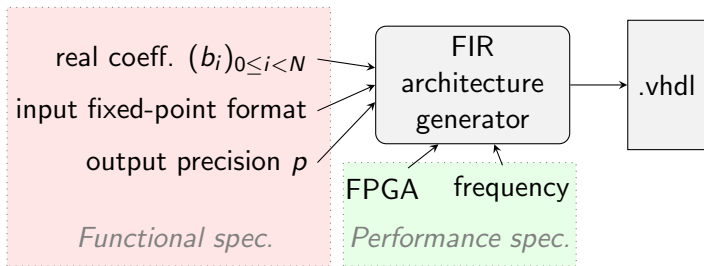 real coeff. (b_i)_{0≤i<N}
input fixed-point format
output precision p
Functional spec.
FIR
architecture
generator
.vhdl
FPGA
frequency
Performance spec.